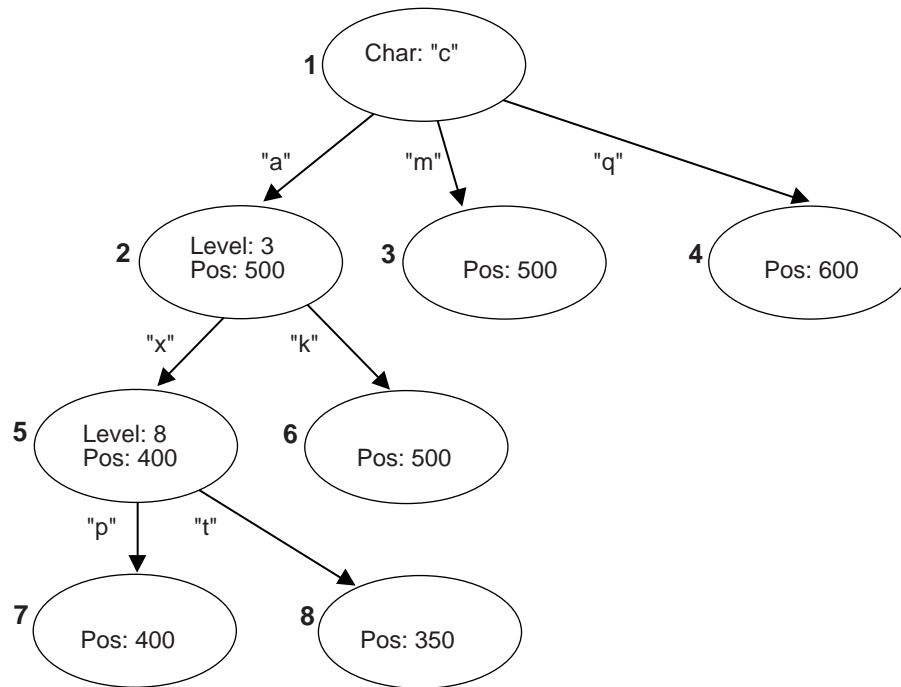 1
Char: "c"
"a"
"m"
"q"
2
Level: 3
Pos: 500
3
Pos: 500
4
Pos: 600
"x"
"k"
5
Level: 8
Pos: 400
6
Pos: 500
"p"
"t"
7
Pos: 400
8
Pos: 350